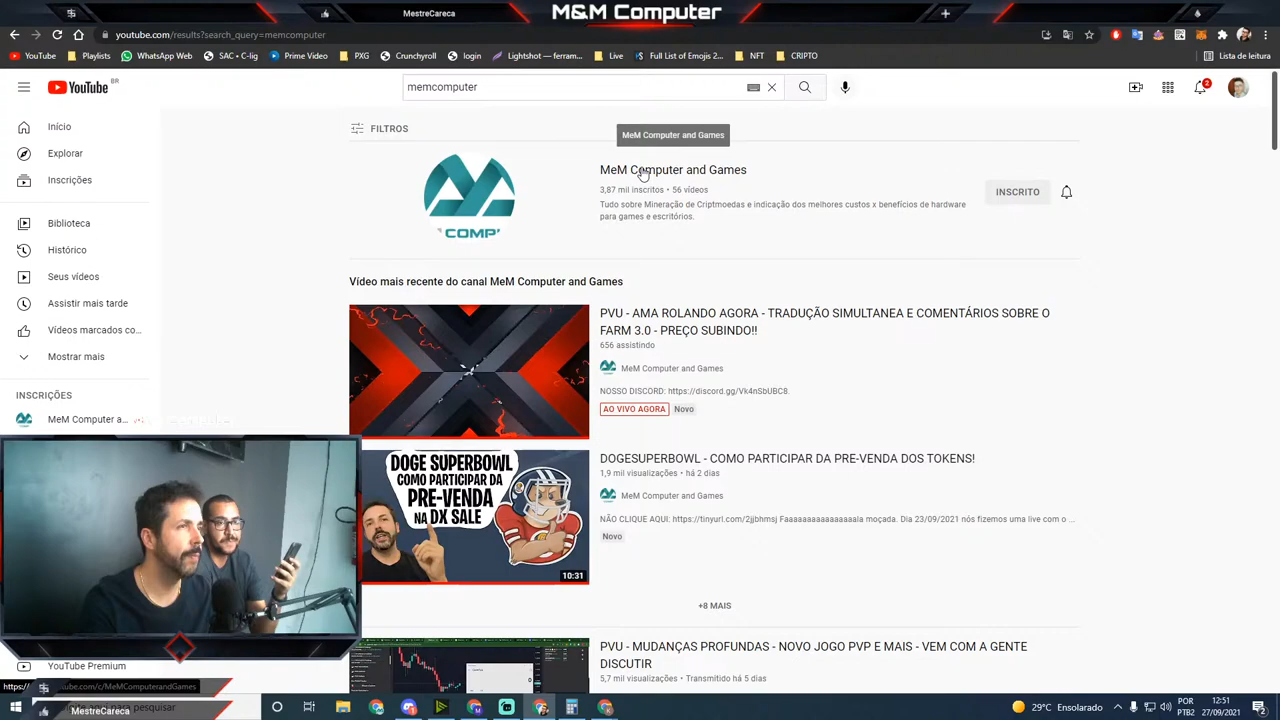 MestreCareca
M&M Computer
youtube.com/results?search_query=memcomputer
YouTube
Playlists
WhatsApp Web
SAC • C-lig
Prime Video
PXG
Crunchyroll
login
Lightshot — ferram...
Live
Full List of Emojis 2...
NFT
CRIPTO
Lista de leitura
YouTube BR
memcomputer
2
Início
Explorar
Inscrições
Biblioteca
Histórico
Seus vídeos
Assistir mais tarde
Vídeos marcados co...
Mostrar mais
INSCRIÇÕES
MeM Computer a...
YouTube Premium
FILTROS
MeM Computer and Games
COMP'
MeM Computer and Games
3,87 mil inscritos • 56 vídeos
Tudo sobre Mineração de Criptmoedas e indicação dos melhores custos x benefícios de hardware
para games e escritórios.
INSCRITO
Vídeo mais recente do canal MeM Computer and Games
PVU - AMA ROLANDO AGORA - TRADUÇÃO SIMULTANEA E COMENTÁRIOS SOBRE O
FARM 3.0 - PREÇO SUBINDO!!
656 assistindo
MeM Computer and Games
NOSSO DISCORD: https://discord.gg/Vk4nSbUBC8.
AO VIVO AGORA
Novo
DOGE SUPERBOWL
COMO PARTICIPAR DA
PRE-VENDA
NA DX SALE
10:31
DOGESUPERBOWL - COMO PARTICIPAR DA PRE-VENDA DOS TOKENS!
1,9 mil visualizações • há 2 dias
MeM Computer and Games
NÃO CLIQUE AQUI: https://tinyurl.com/2jjbhmsj Faaaaaaaaaaaaaaala moçada. Dia 23/09/2021 nós fizemos uma live com o ...
Novo
+8 MAIS
PVU - MUDANÇAS PROFUNDAS - NOVO JOGO PVP E MAIS - VEM COM A GENTE
DISCUTIR
5,7 mil visualizações • Transmitido há 5 dias
youtube.com/c/MeMComputerandGames
aqui para pesquisar
MestreCareca
29°C Ensolarado
POR
PTB2
12:51
27/09/2021